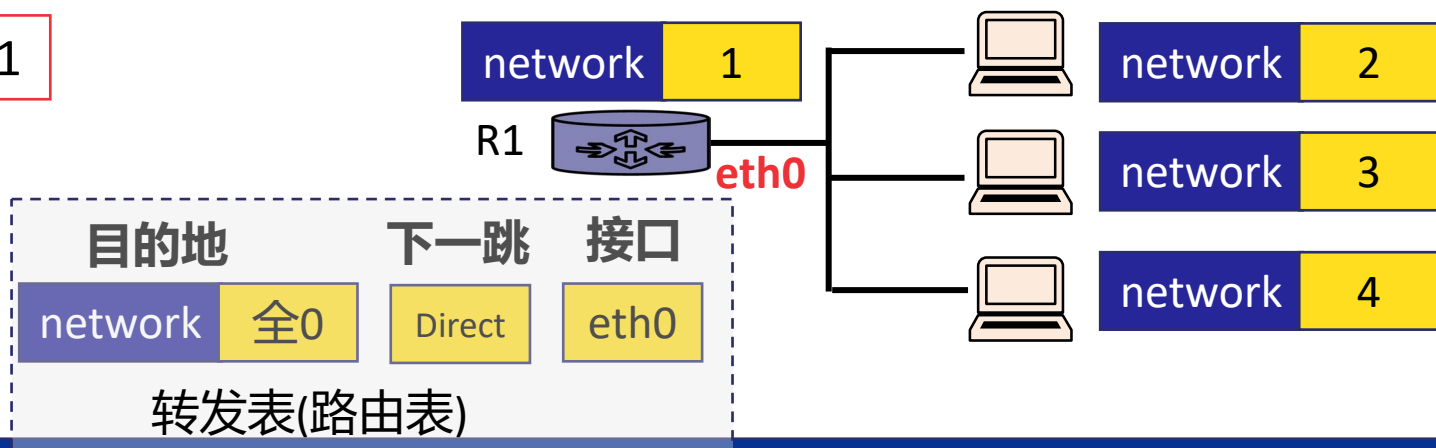 1
network 1
network 2
R1
eth0
network 3
目的地 下一跳 接口
network 全0 Direct eth0
network 4
转发表(路由表)